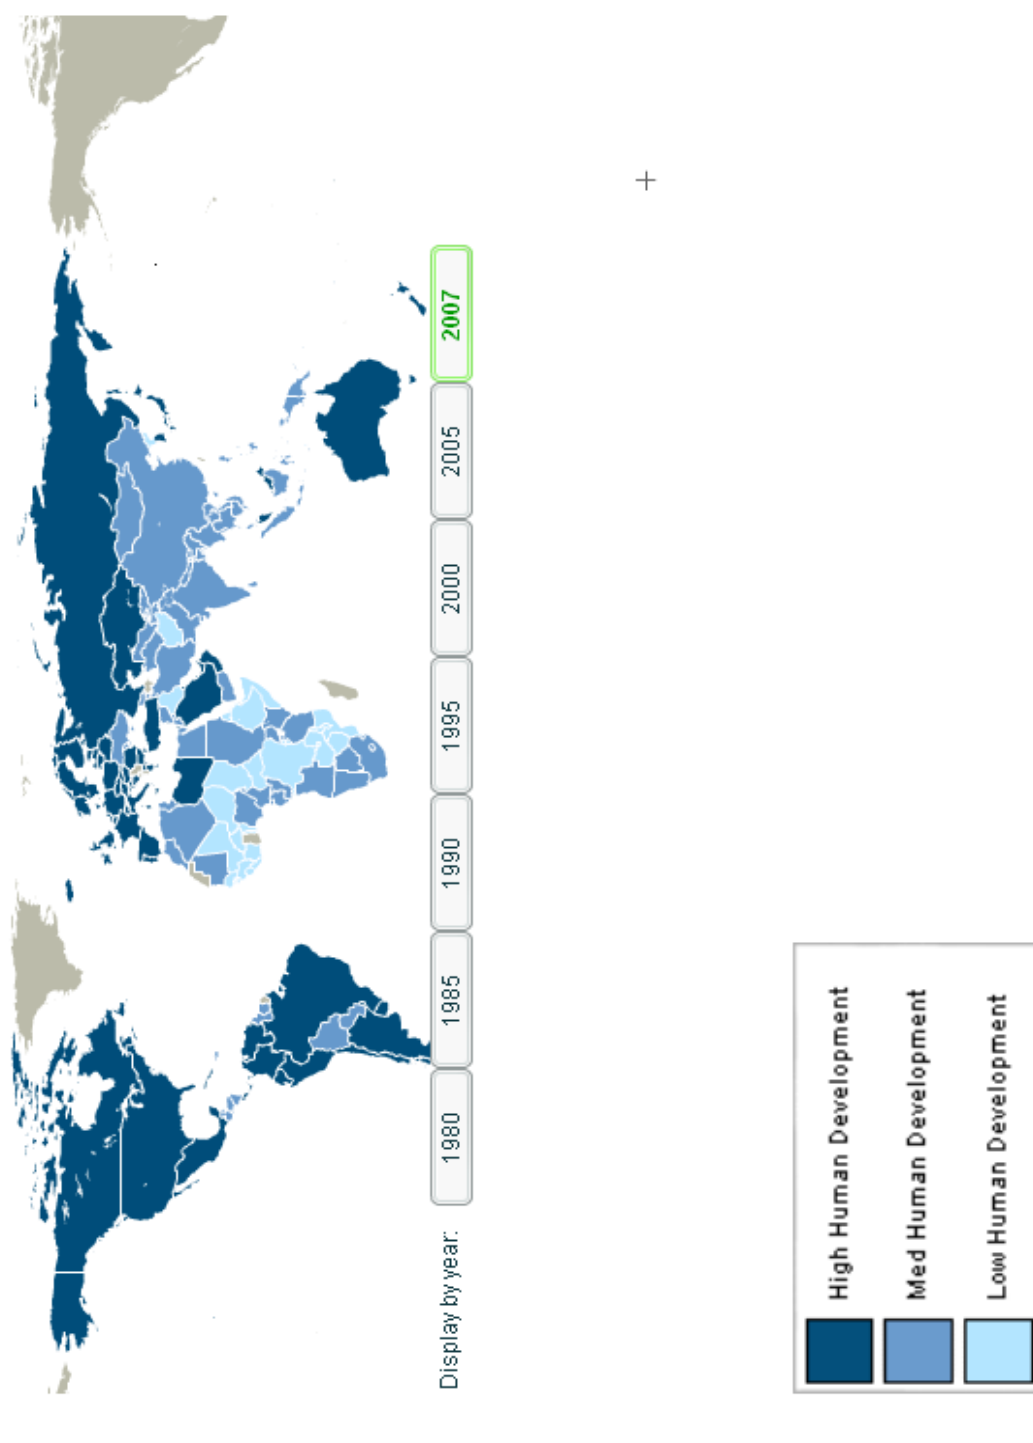 Display by year: 1980 1985 1990 1995 2000 2005 2007
High Human Development
Med Human Development
Low Human Development